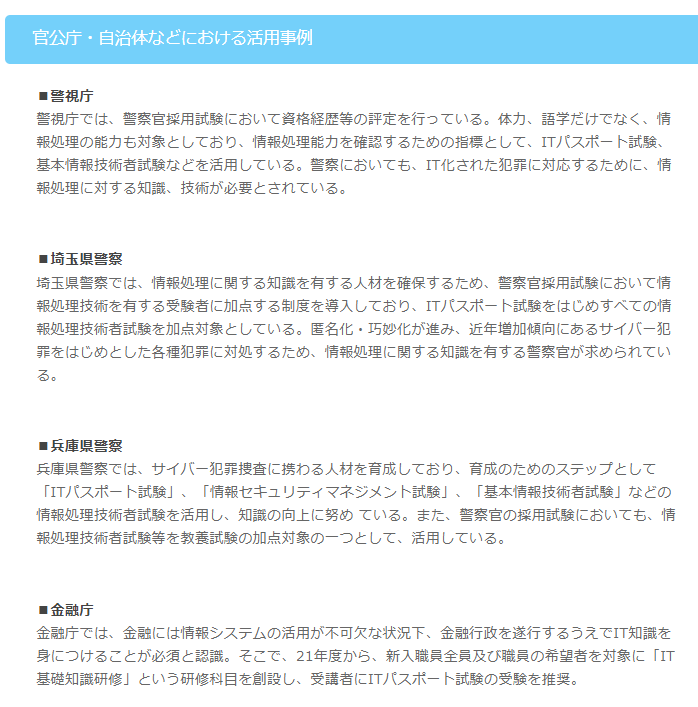 官公庁・自治体などにおける活用事例
■警視庁
警視庁では、警察官採用試験において資格経歴等の評定を行っている。体力、語学だけでなく、情
報処理の能力も対象としており、情報処理能力を確認するための指標として、ITパスポート試験、
基本情報技術者試験などを活用している。警察においても、IT化された犯罪に対応するために、情
報処理に対する知識、技術が必要とされている。
■埼玉県警察
埼玉県警察では、情報処理に関する知識を有する人材を確保するため、警察官採用試験において情
報処理技術を有する受験者に加点する制度を導入しており、ITパスポート試験をはじめすべての情
報処理技術者試験を加点対象としている。匿名化・巧妙化が進み、近年増加傾向にあるサイバー犯
罪をはじめとした各種犯罪に対処するため、情報処理に関する知識を有する警察官が求められてい
る。
■兵庫県警察
兵庫県警察では、サイバー犯罪捜査に携わる人材を育成しており、育成のためのステップとして
「ITパスポート試験」、「情報セキュリティマネジメント試験」、「基本情報技術者試験」などの
情報処理技術者試験を活用し、知識の向上に努め ている。また、警察官の採用試験においても、情
報処理技術者試験等を教養試験の加点対象の一つとして、活用している。
■金融庁
金融庁では、金融には情報システムの活用が不可欠な状況下、金融行政を遂行するうえでIT知識を
身につけることが必須と認識。そこで、21年度から、新入職員全員及び職員の希望者を対象に「IT
基礎知識研修」という研修科目を創設し、受講者にITパスポート試験の受験を推奨。